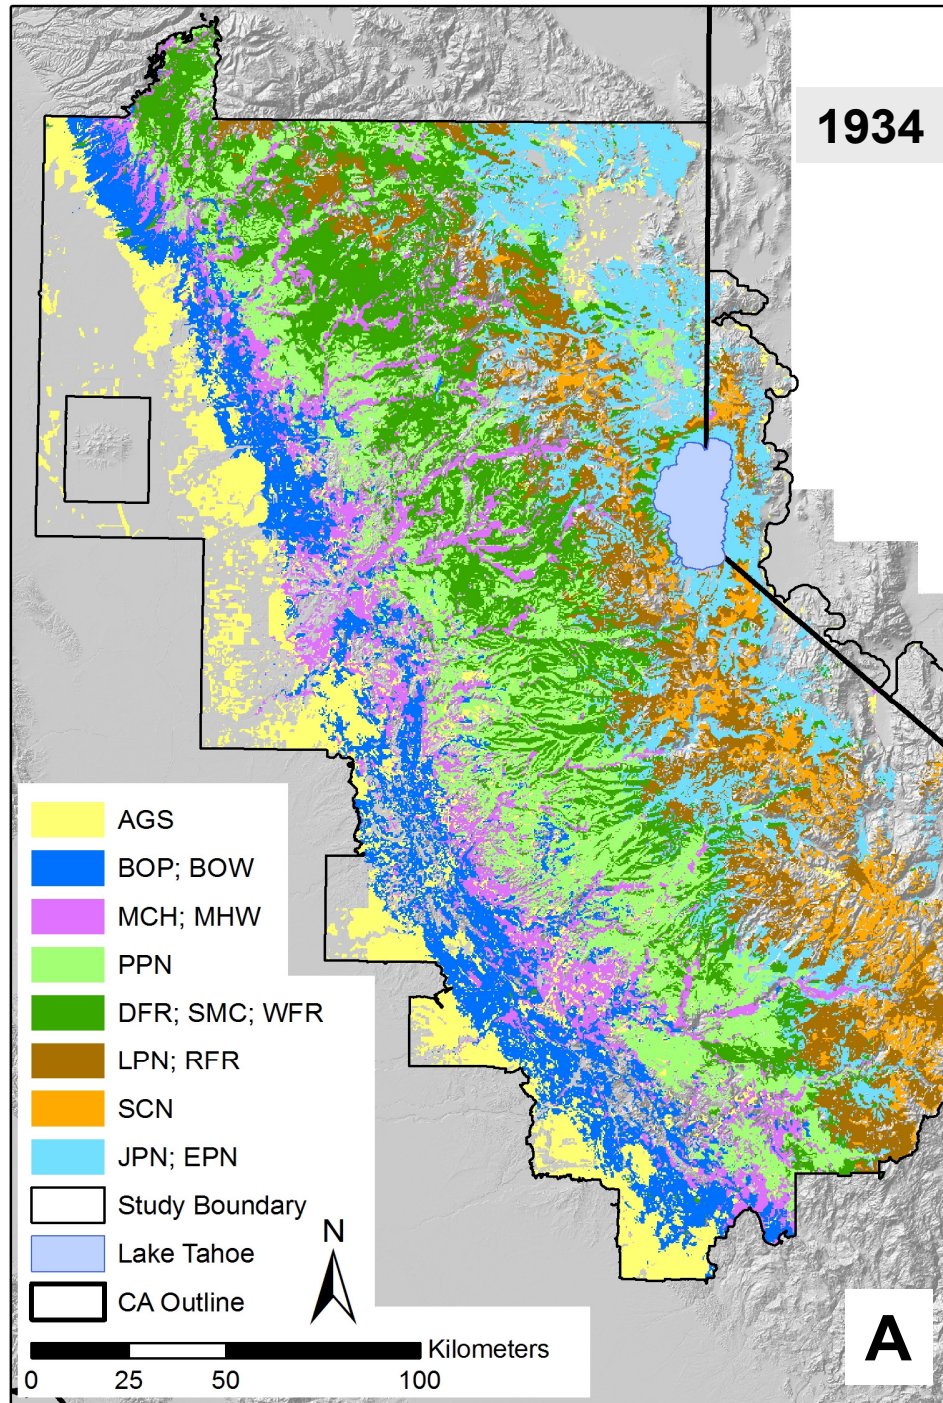 1934
AGS
BOP; BOW
MCH; MHW
PPN
DFR; SMC; WFR
LPN; RFR
SCN
JPN; EPN
Study Boundary
Lake Tahoe
CA Outline
N
Kilometers
0 25 50 100
A